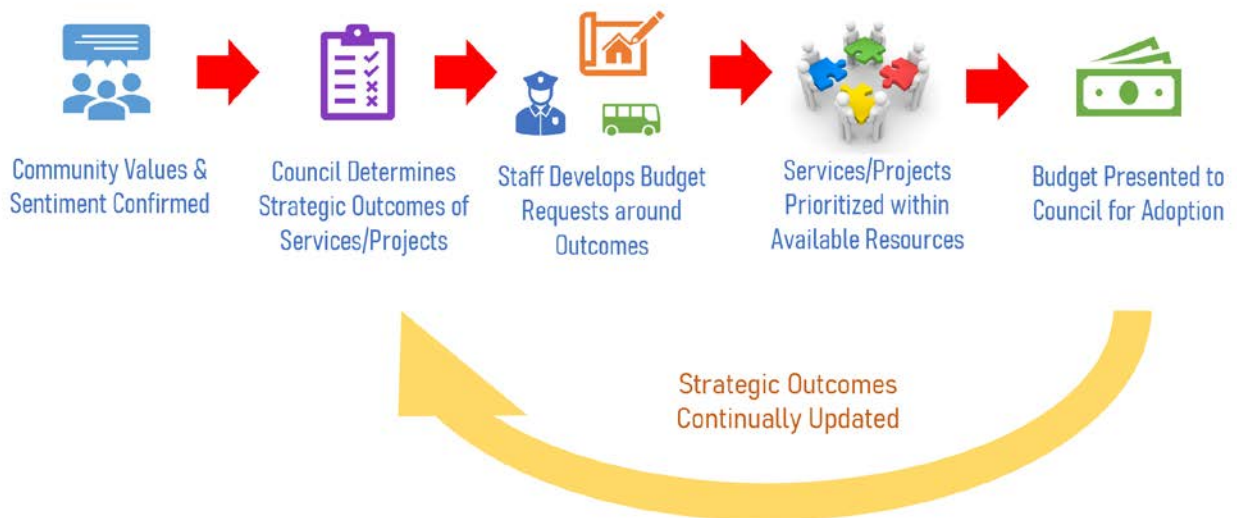 Community Values &
Sentiment Confirmed
Council Determines
Strategic Outcomes of
Services/Projects
Staff Develops Budget
Requests around
Outcomes
Services/Projects
Prioritized within
Available Resources
Budget Presented to
Council for Adoption
Strategic Outcomes
Continually Updated